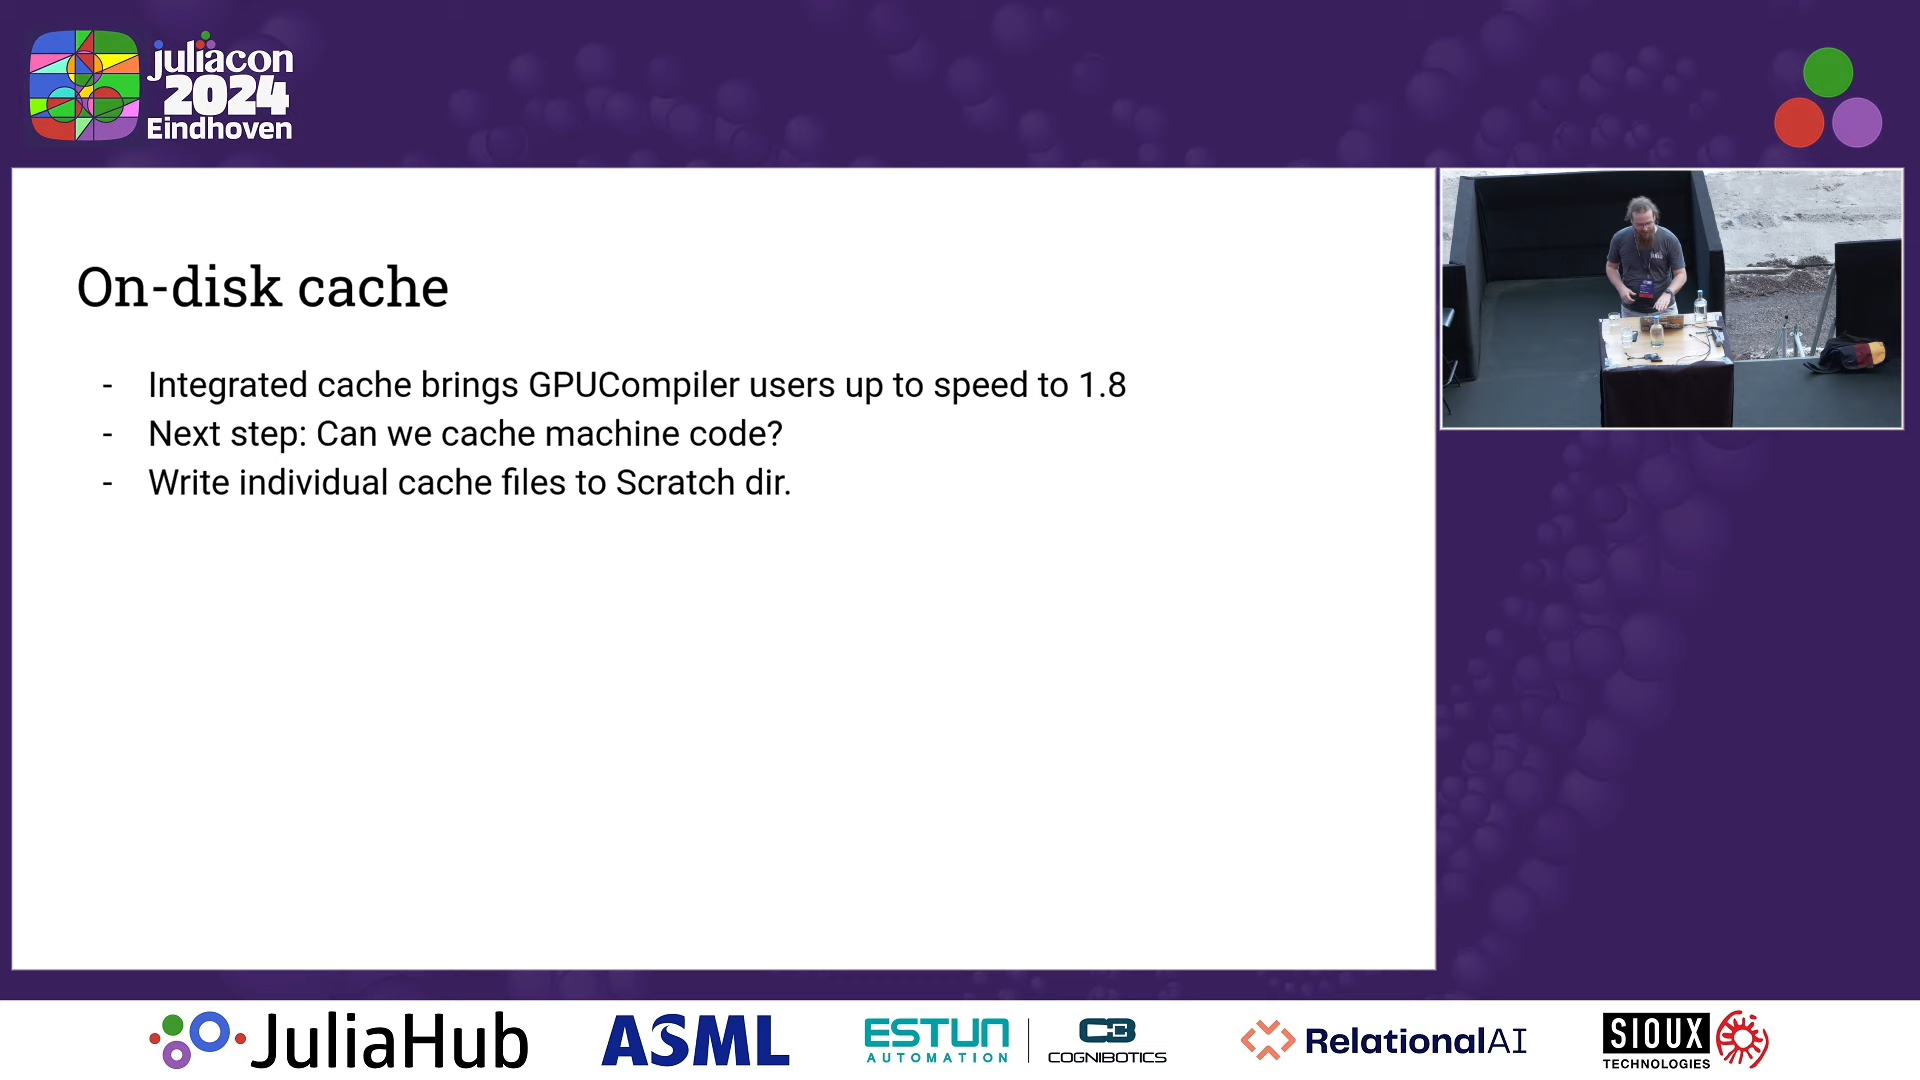 juliacon
2024
Eindhoven
On-disk cache
- Integrated cache brings GPUCompiler users up to speed to 1.8
- Next step: Can we cache machine code?
- Write individual cache files to Scratch dir.
JuliaHub
ASML
ESTUN
AUTOMATION
COGNIBOTICS
RelationalAI
SIOUX
TECHNOLOGIES